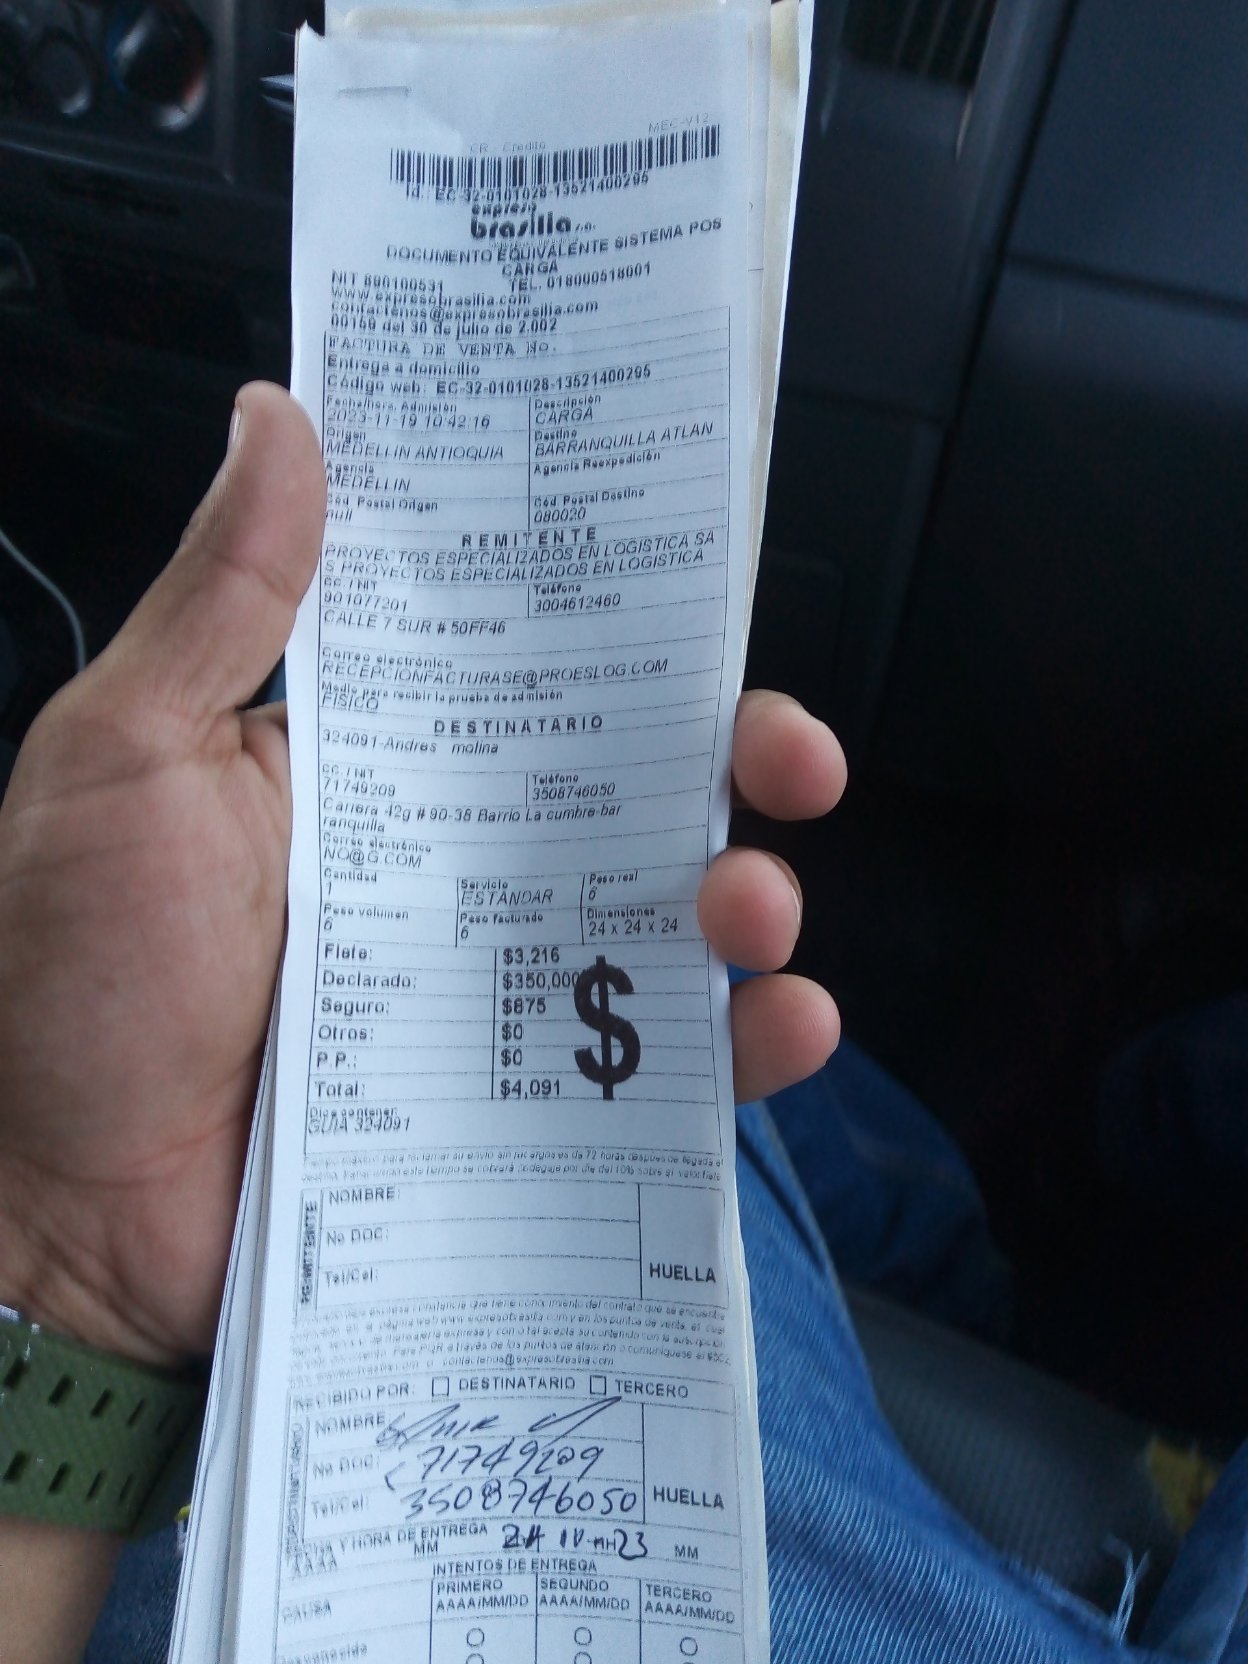 MEC-V12
CR - Credito
Id.: EC-32-0101028-13521400295
expreso
brasilia s.a.
DOCUMENTO EQUIVALENTE SISTEMA POS
CARGA
NIT 890100531 TEL. 018000518001
www.expresobrasilia.com
contactenos@expresobrasilia.com
00159 del 30 de julio de 2.002
FACTURA DE VENTA No.
Entrega a domicilio
Código web: EC-32-0101028-13521400295
Fecha/hora Admisión Descripción
2023-11-19 10:42:16 CARGA
Origen Destino
MEDELLIN ANTIOQUIA BARRANQUILLA ATLAN
Agencia Agencia Reexpedición
MEDELLIN
Cód. Postal Origen Cód. Postal Destino
null 080020
REMITENTE
PROYECTOS ESPECIALIZADOS EN LOGISTICA SA
S PROYECTOS ESPECIALIZADOS EN LOGISTICA
CC. / NIT Teléfono
901077201 3004612460
CALLE 7 SUR # 50FF46
Correo electrónico
RECEPCIONFACTURASE@PROESLOG.COM
Medio para recibir la prueba de admisión
FISICO
DESTINATARIO
324091-Andres molina
CC. / NIT Teléfono
71749209 3508746050
Carrera 42g # 90-38 Barrio La cumbre-bar
ranquilla
Correo electrónico
NO@G.COM
Cantidad Servicio Peso real
1 ESTANDAR 6
Peso volumen Peso facturado Dimensiones
6 6 24 x 24 x 24
Flete: $3,216
Declarado: $350,000
Seguro: $875
Otros: $0
P.P.: $0
Total: $4,091
$
Dice contener:
GUIA 324091
REMITENTE
NOMBRE:
No DOC:
Tel/Cel:
HUELLA
RECIBIDO POR: DESTINATARIO TERCERO
DESTINATARIO
NOMBRE
No DOC: 71749209
Tel/Cel: 3508746050
HUELLA
FECHA Y HORA DE ENTREGA
AAAA MM 23 MM
INTENTOS DE ENTREGA
CAUSA PRIMERO SEGUNDO TERCERO
AAAA/MM/DD AAAA/MM/DD AAAA/MM/DD
Desconocido